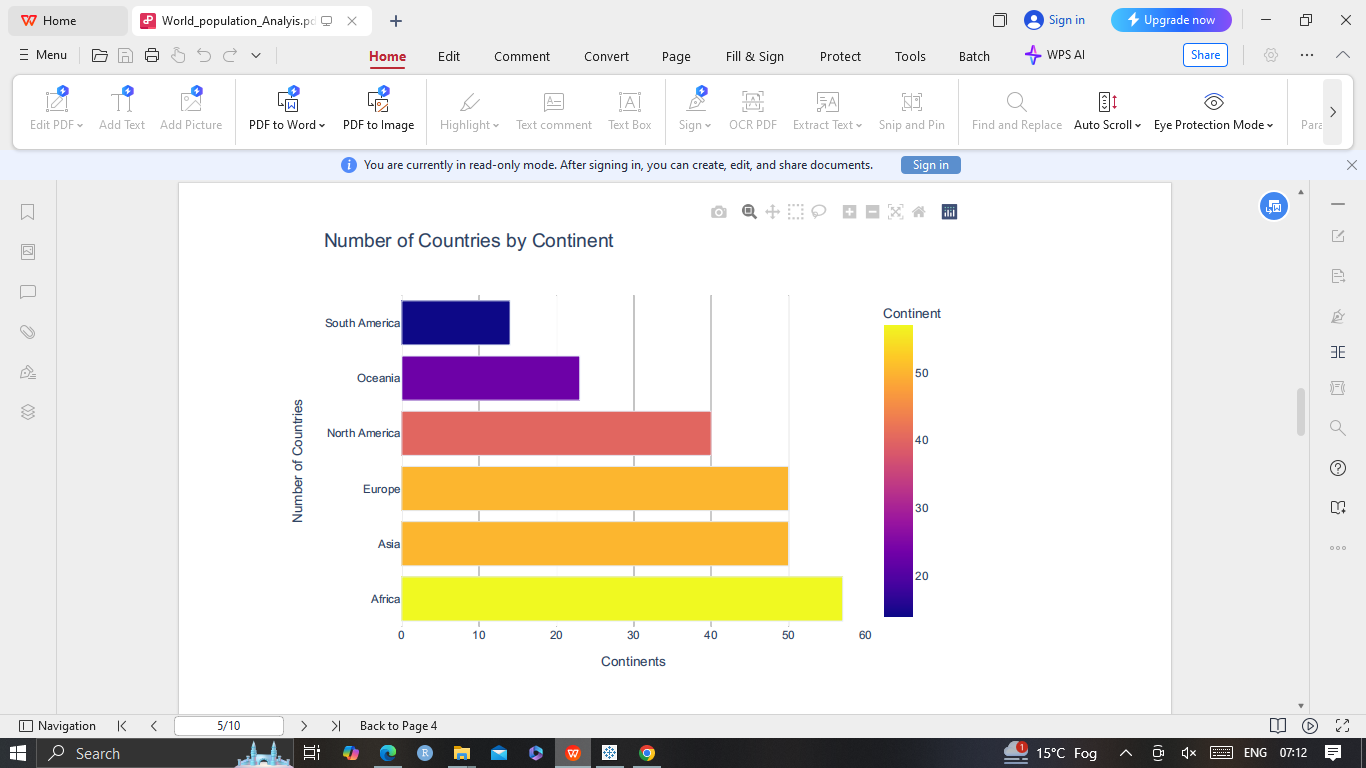 Home
World_population_Analyis.pd
Sign in
Upgrade now
Menu
Home Edit Comment Convert Page Fill & Sign Protect Tools Batch WPS AI
Share
Edit PDF Add Text Add Picture PDF to Word PDF to Image Highlight Text comment Text Box Sign OCR PDF Extract Text Snip and Pin Find and Replace Auto Scroll Eye Protection Mode Para
You are currently in read-only mode. After signing in, you can create, edit, and share documents. Sign in
Number of Countries by Continent
Continent
South America
Oceania
North America
Europe
Asia
Africa
Number of Countries
50
40
30
20
0 10 20 30 40 50 60
Continents
Navigation 5/10 Back to Page 4
Search
1
15°C Fog
ENG 07:12